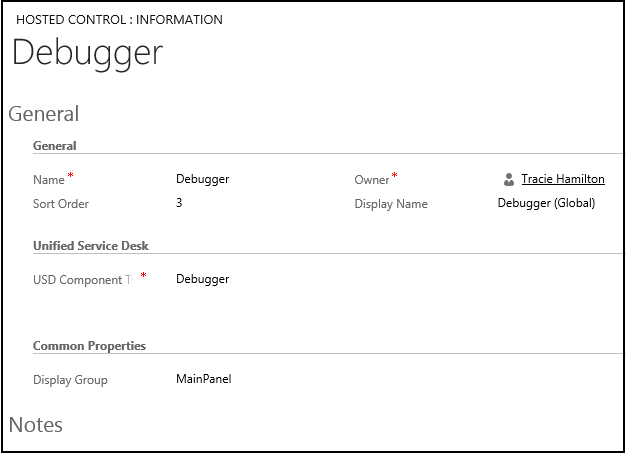 HOSTED CONTROL : INFORMATION
Debugger
General
General
Name * Debugger Owner * Tracie Hamilton
Sort Order 3 Display Name Debugger (Global)
Unified Service Desk
USD Component T * Debugger
Common Properties
Display Group MainPanel
Notes